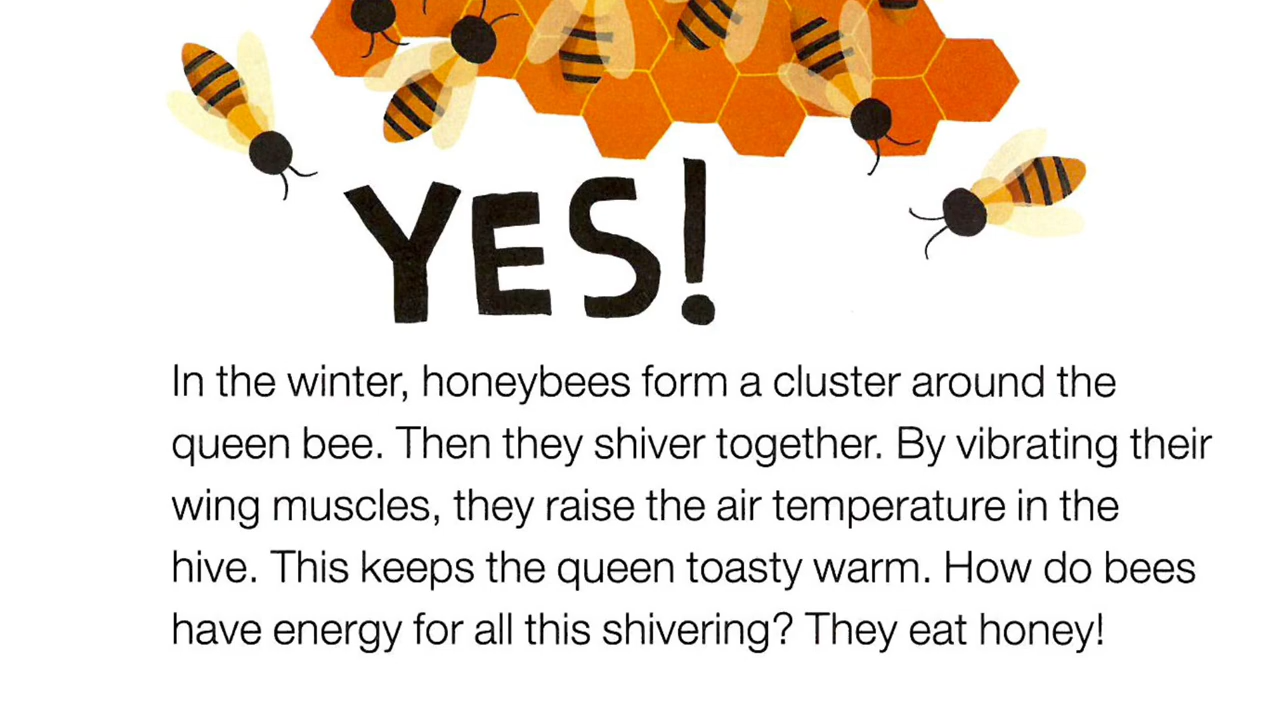 YES!
In the winter, honeybees form a cluster around the
queen bee. Then they shiver together. By vibrating their
wing muscles, they raise the air temperature in the
hive. This keeps the queen toasty warm. How do bees
have energy for all this shivering? They eat honey!